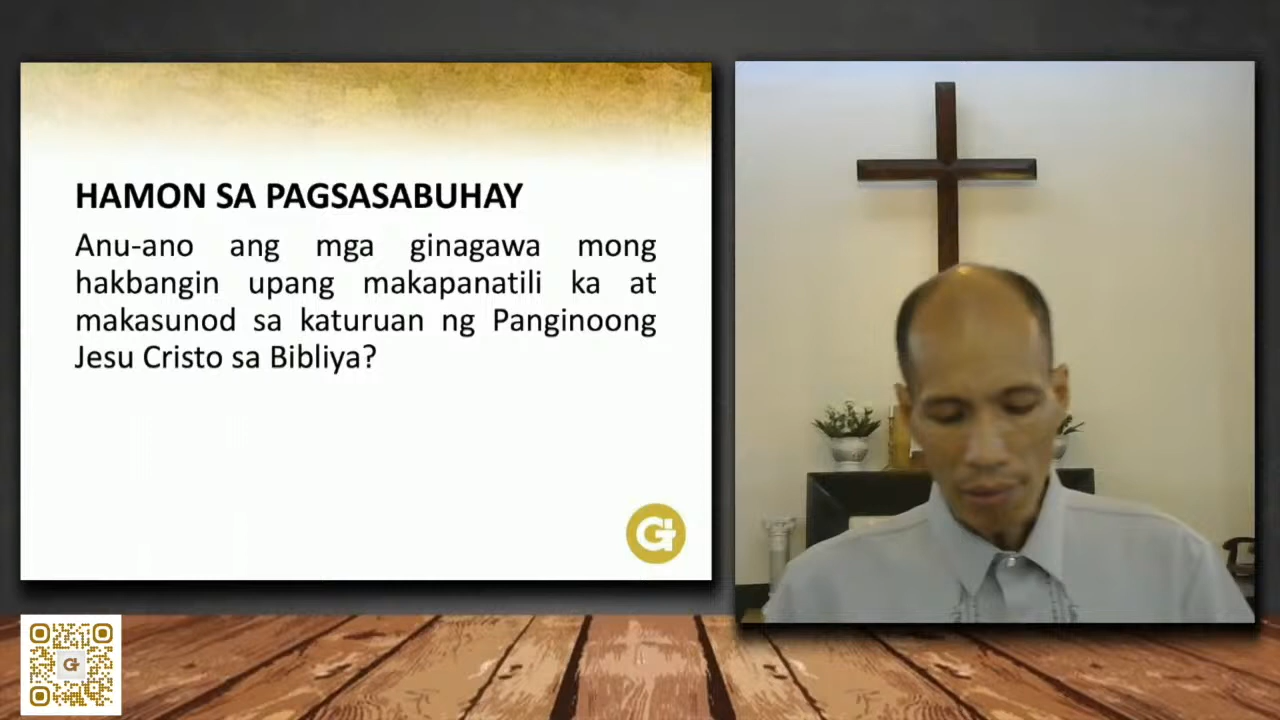 HAMON SA PAGSASABUHAY
Anu-ano ang mga ginagawa mong
hakbangin upang makapanatili ka at
makasunod sa katuruan ng Panginoong
Jesu Cristo sa Bibliya?
G